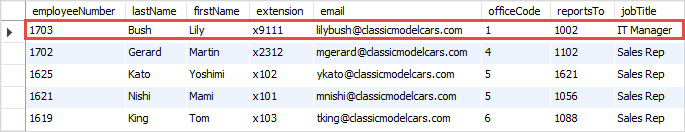 employeeNumber lastName firstName extension email officeCode reportsTo jobTitle
1703 Bush Lily x9111 lilybush@classicmodelcars.com 1 1002 IT Manager
1702 Gerard Martin x2312 mgerard@classicmodelcars.com 4 1102 Sales Rep
1625 Kato Yoshimi x102 ykato@classicmodelcars.com 5 1621 Sales Rep
1621 Nishi Mami x101 mnishi@classicmodelcars.com 5 1056 Sales Rep
1619 King Tom x103 tking@classicmodelcars.com 6 1088 Sales Rep